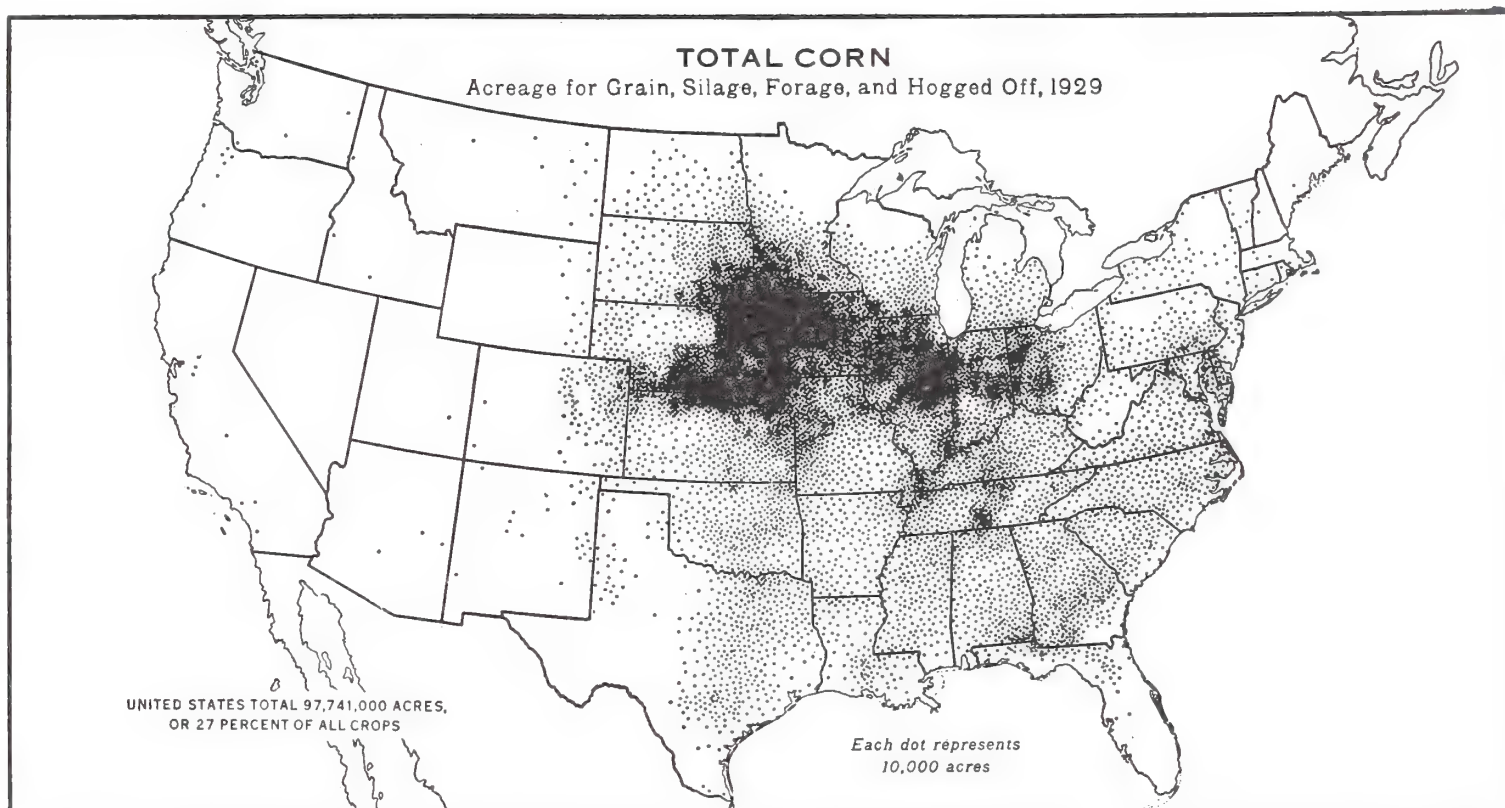 TOTAL CORN
Acreage for Grain, Silage, Forage, and Hogged Off, 1929
UNITED STATES TOTAL 97,741,000 ACRES,
OR 27 PERCENT OF ALL CROPS
Each dot represents
10,000 acres